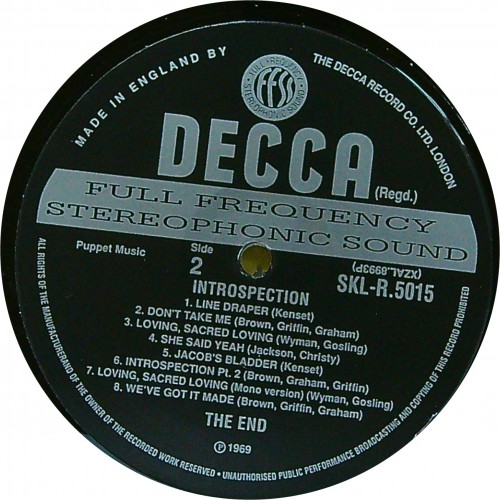 MADE IN ENGLAND BY
THE DECCA RECORD CO. LTD. LONDON
FULL FREQUENCY
STEREOPHONIC SOUND
FFSS
DECCA
(Regd.)
FULL FREQUENCY
STEREOPHONIC SOUND
Puppet Music
Side
2
(XZAL.8993P)
SKL-R.5015
INTROSPECTION
1. LINE DRAPER (Kenset)
2. DON'T TAKE ME (Brown, Griffin, Graham)
3. LOVING, SACRED LOVING (Wyman, Gosling)
4. SHE SAID YEAH (Jackson, Christy)
5. JACOB'S BLADDER (Kenset)
6. INTROSPECTION Pt. 2 (Brown, Graham, Griffin)
7. LOVING, SACRED LOVING (Mono version) (Wyman, Gosling)
8. WE'VE GOT IT MADE (Brown, Griffin, Graham)
THE END
Ⓟ 1969
ALL RIGHTS OF THE MANUFACTURERAND OF THE OWNER OF THE RECORDED WORK RESERVED • UNAUTHORISED PUBLIC PERFORMANCE BROADCASTING AND COPYING OF THIS RECORD PROHIBITED